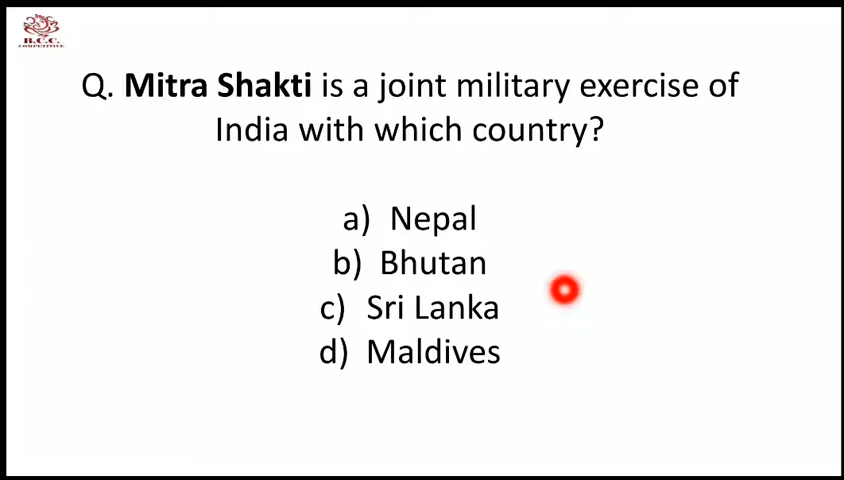 B.C.C.
COMPETITIVE
Q. Mitra Shakti is a joint military exercise of
India with which country?
a) Nepal
b) Bhutan
c) Sri Lanka
d) Maldives